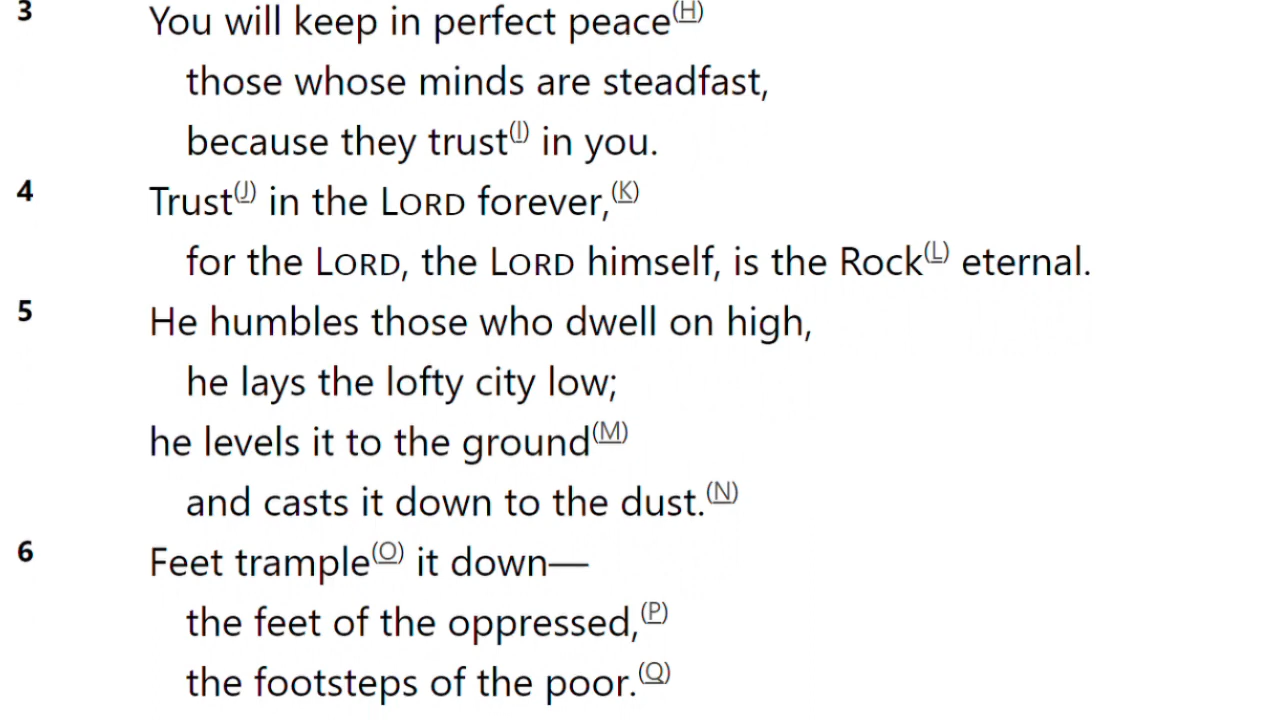 3 You will keep in perfect peace(H)
those whose minds are steadfast,
because they trust(I) in you.
4 Trust(J) in the LORD forever,(K)
for the LORD, the LORD himself, is the Rock(L) eternal.
5 He humbles those who dwell on high,
he lays the lofty city low;
he levels it to the ground(M)
and casts it down to the dust.(N)
6 Feet trample(O) it down—
the feet of the oppressed,(P)
the footsteps of the poor.(Q)